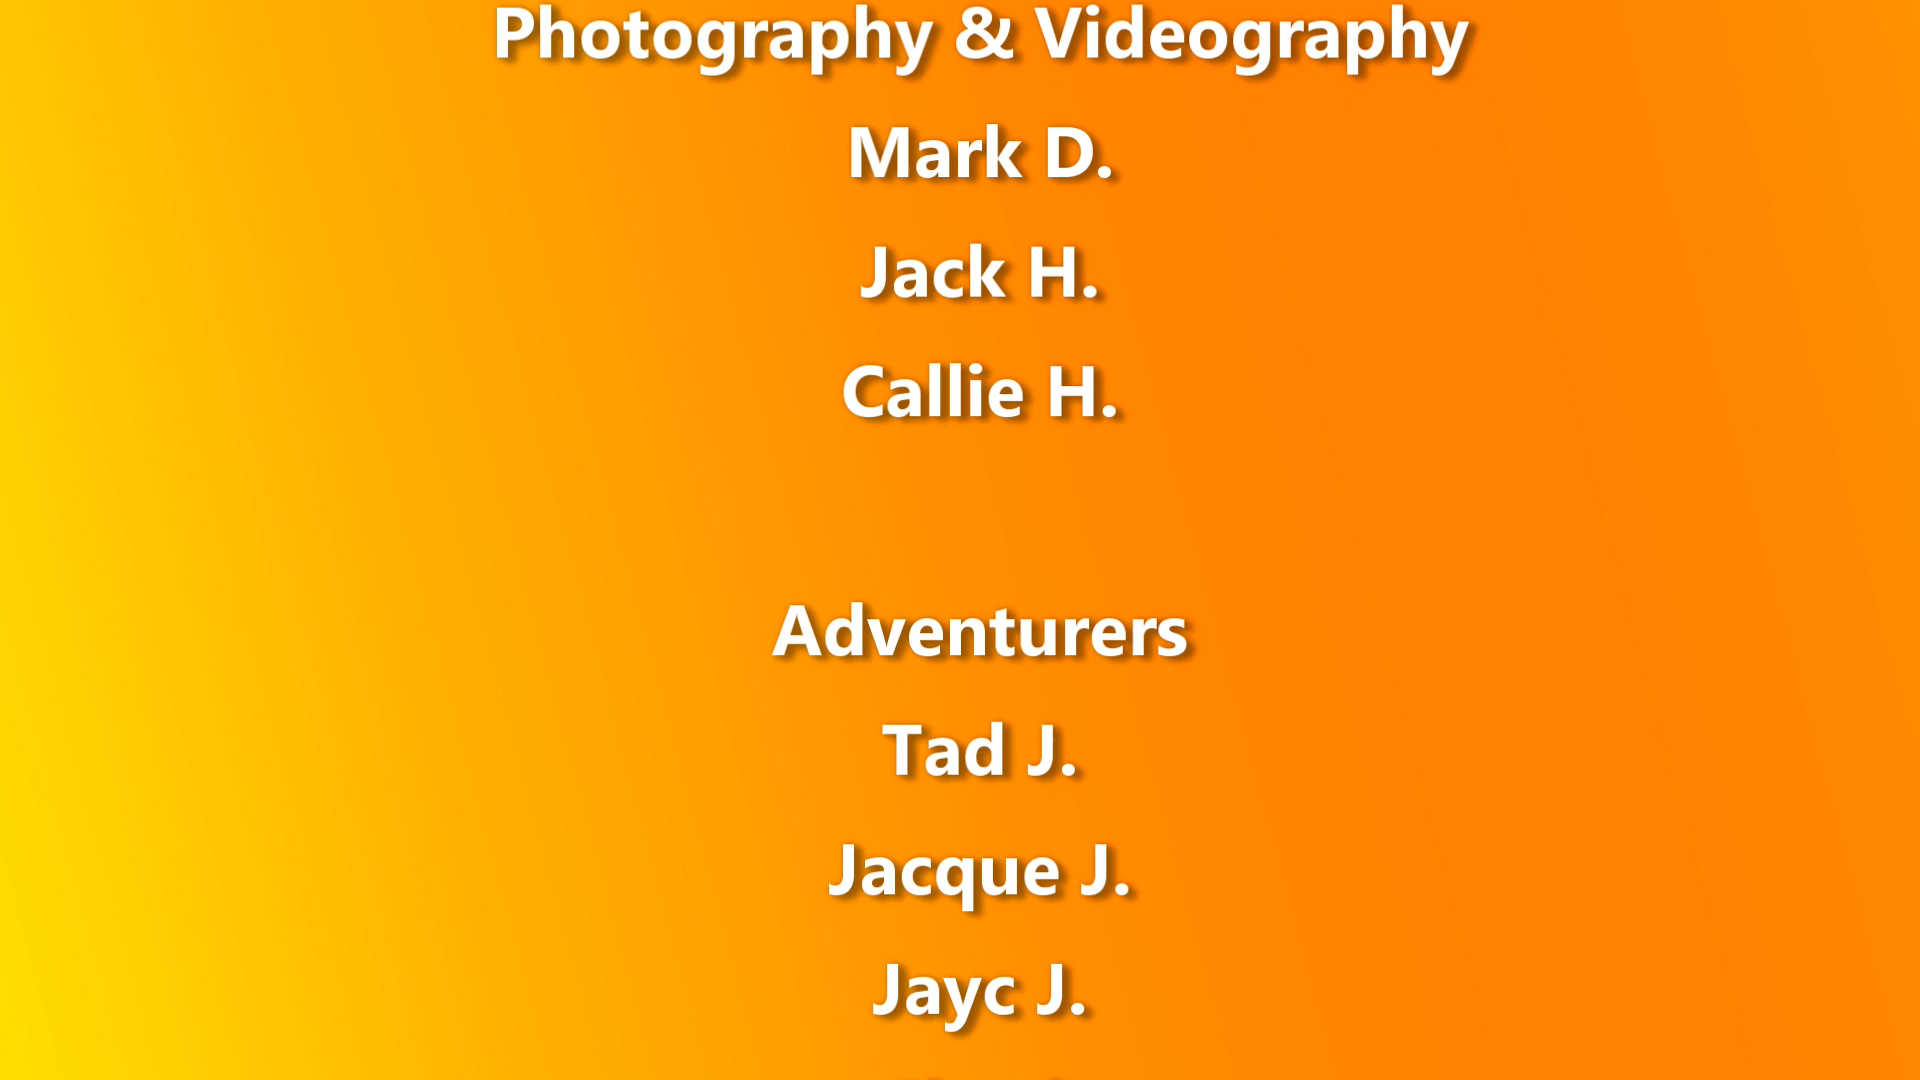 Photography & Videography
Mark D.
Jack H.
Callie H.
Adventurers
Tad J.
Jacque J.
Jayc J.